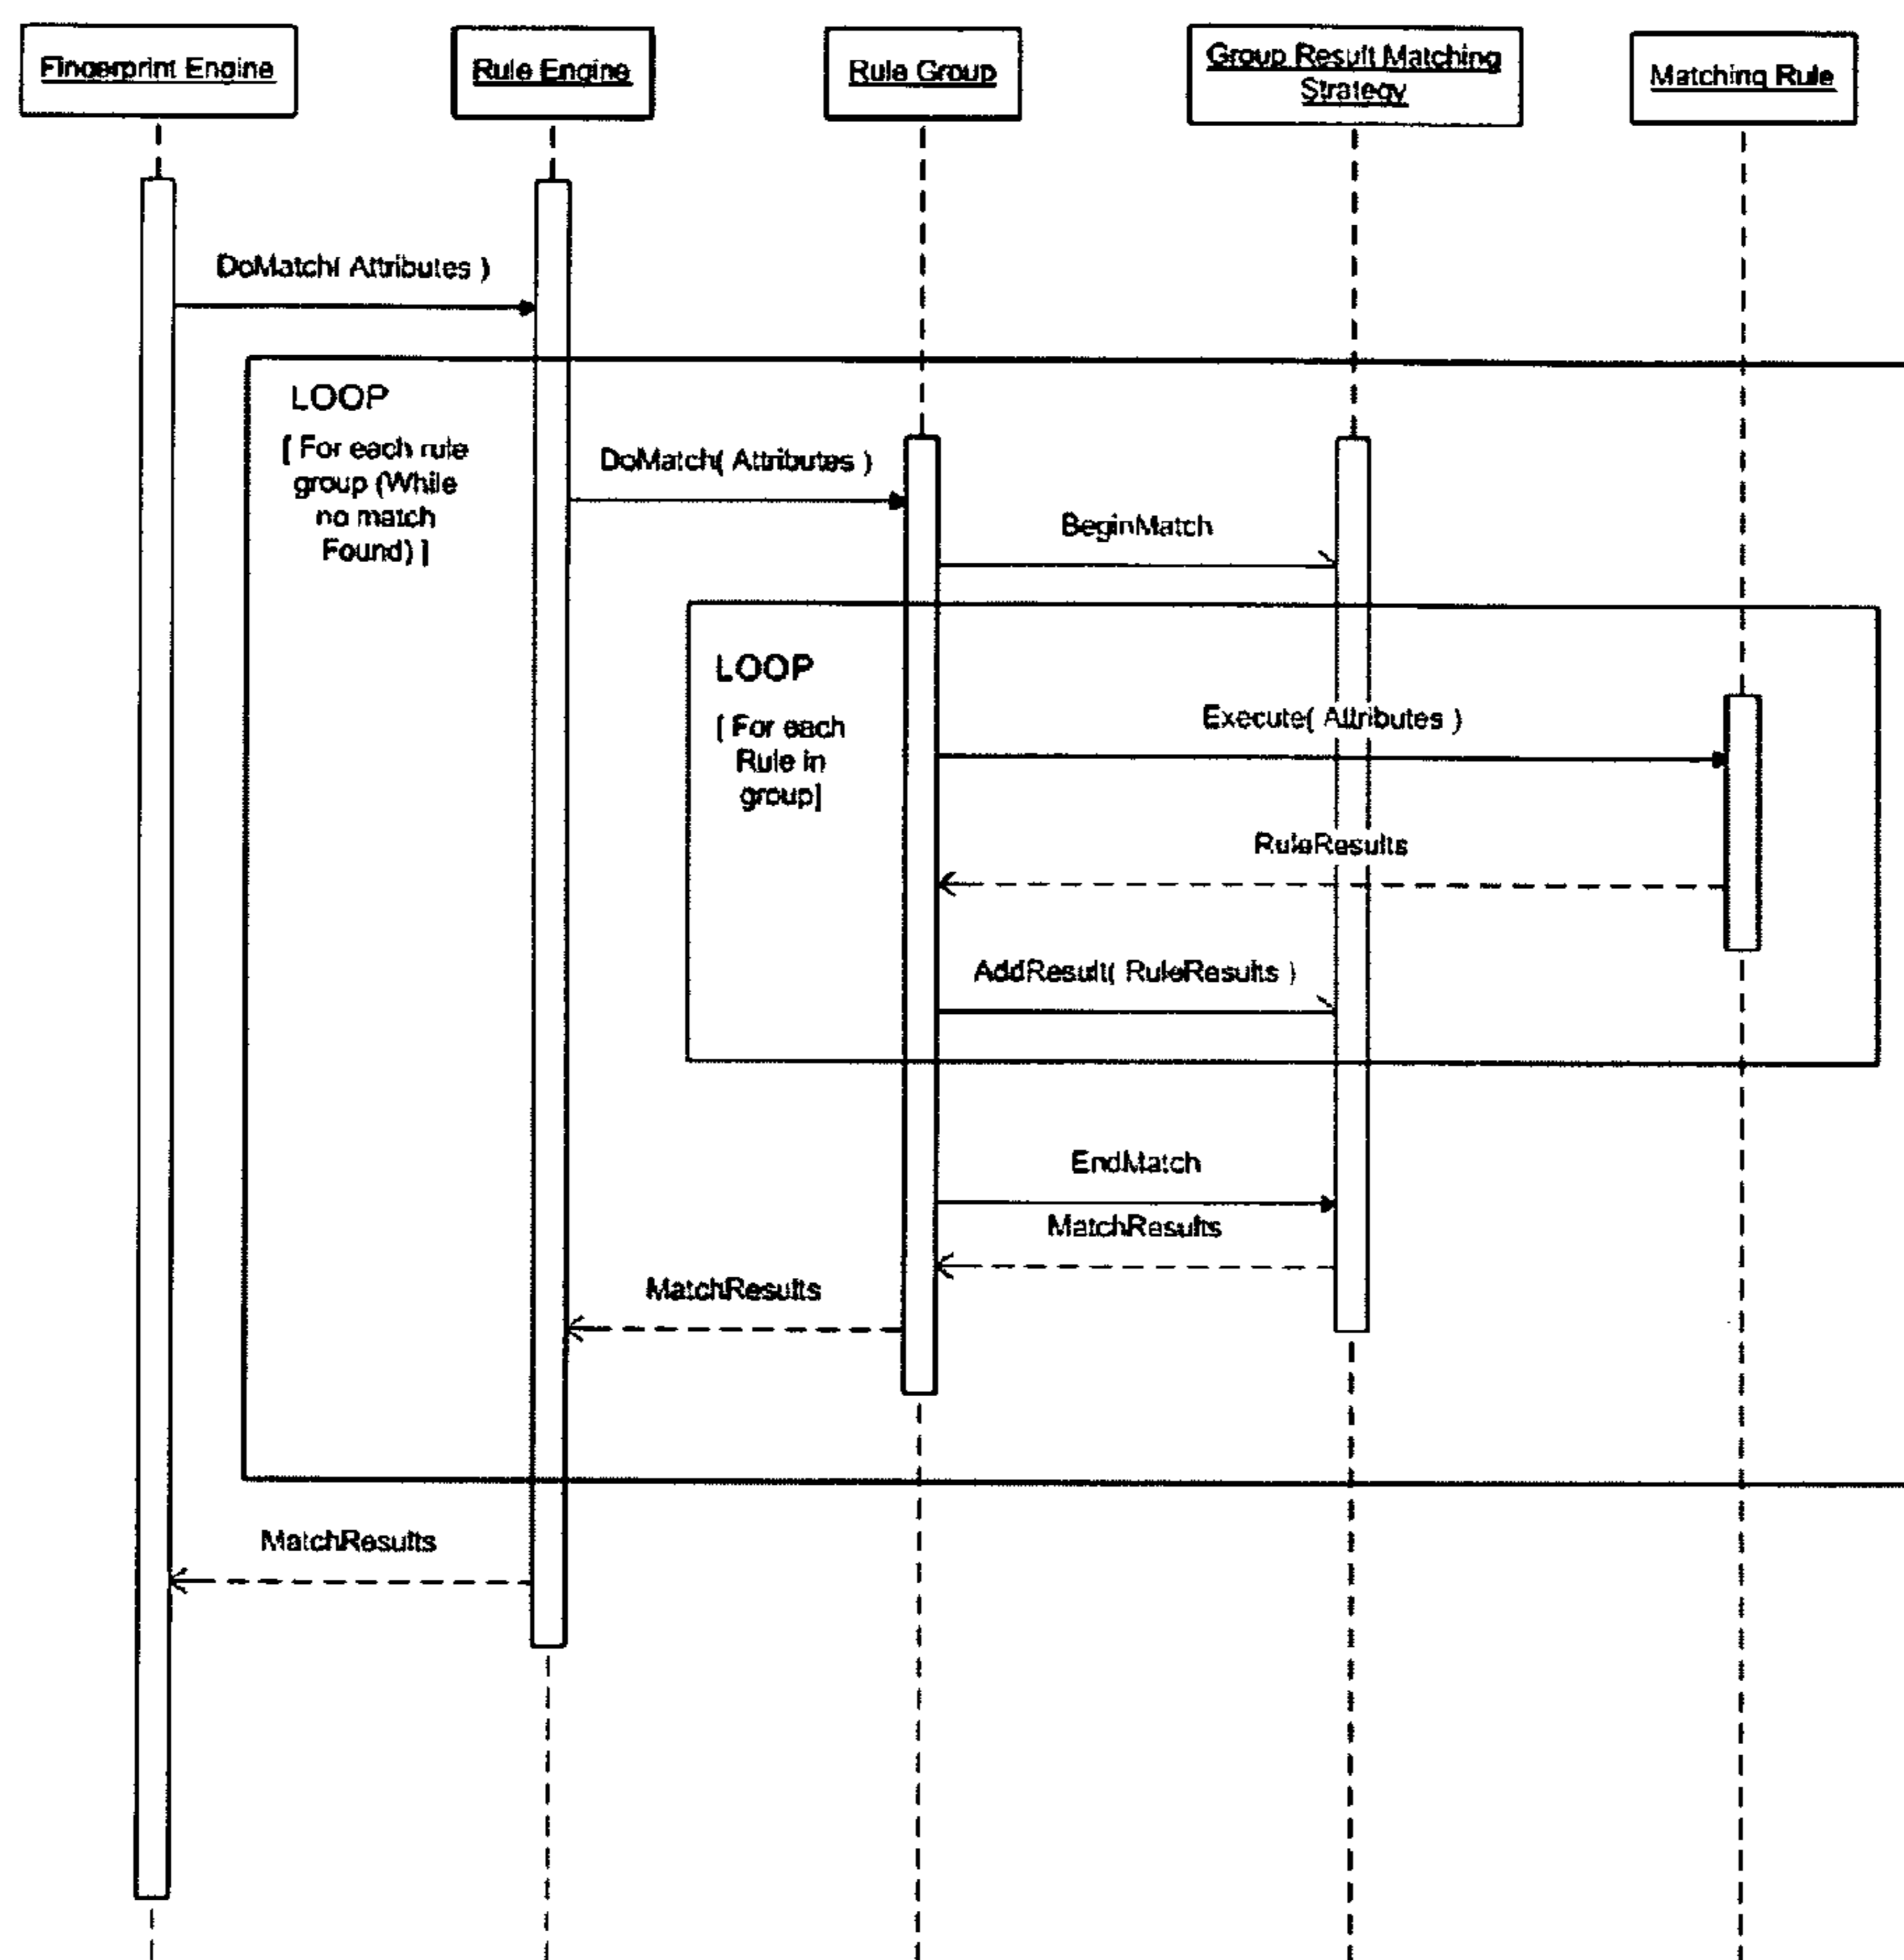 Fingerprint Engine
Rule Engine
Rule Group
Group Result Matching
Strategy
Matching Rule
DoMatch( Attributes )
LOOP
[ For each rule
group (While
no match
Found) ]
DoMatch( Attributes )
BeginMatch
LOOP
[ For each
Rule in
group]
Execute( Attributes )
RuleResults
AddResult( RuleResults )
EndMatch
MatchResults
MatchResults
MatchResults